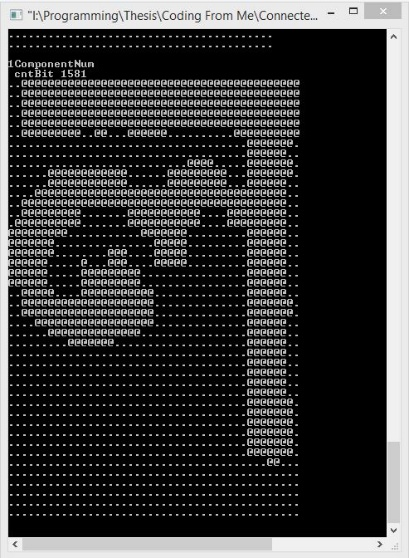 "I:\Programming\Thesis\Coding From Me\Connecte...
1ComponentNum
cntBit 1581